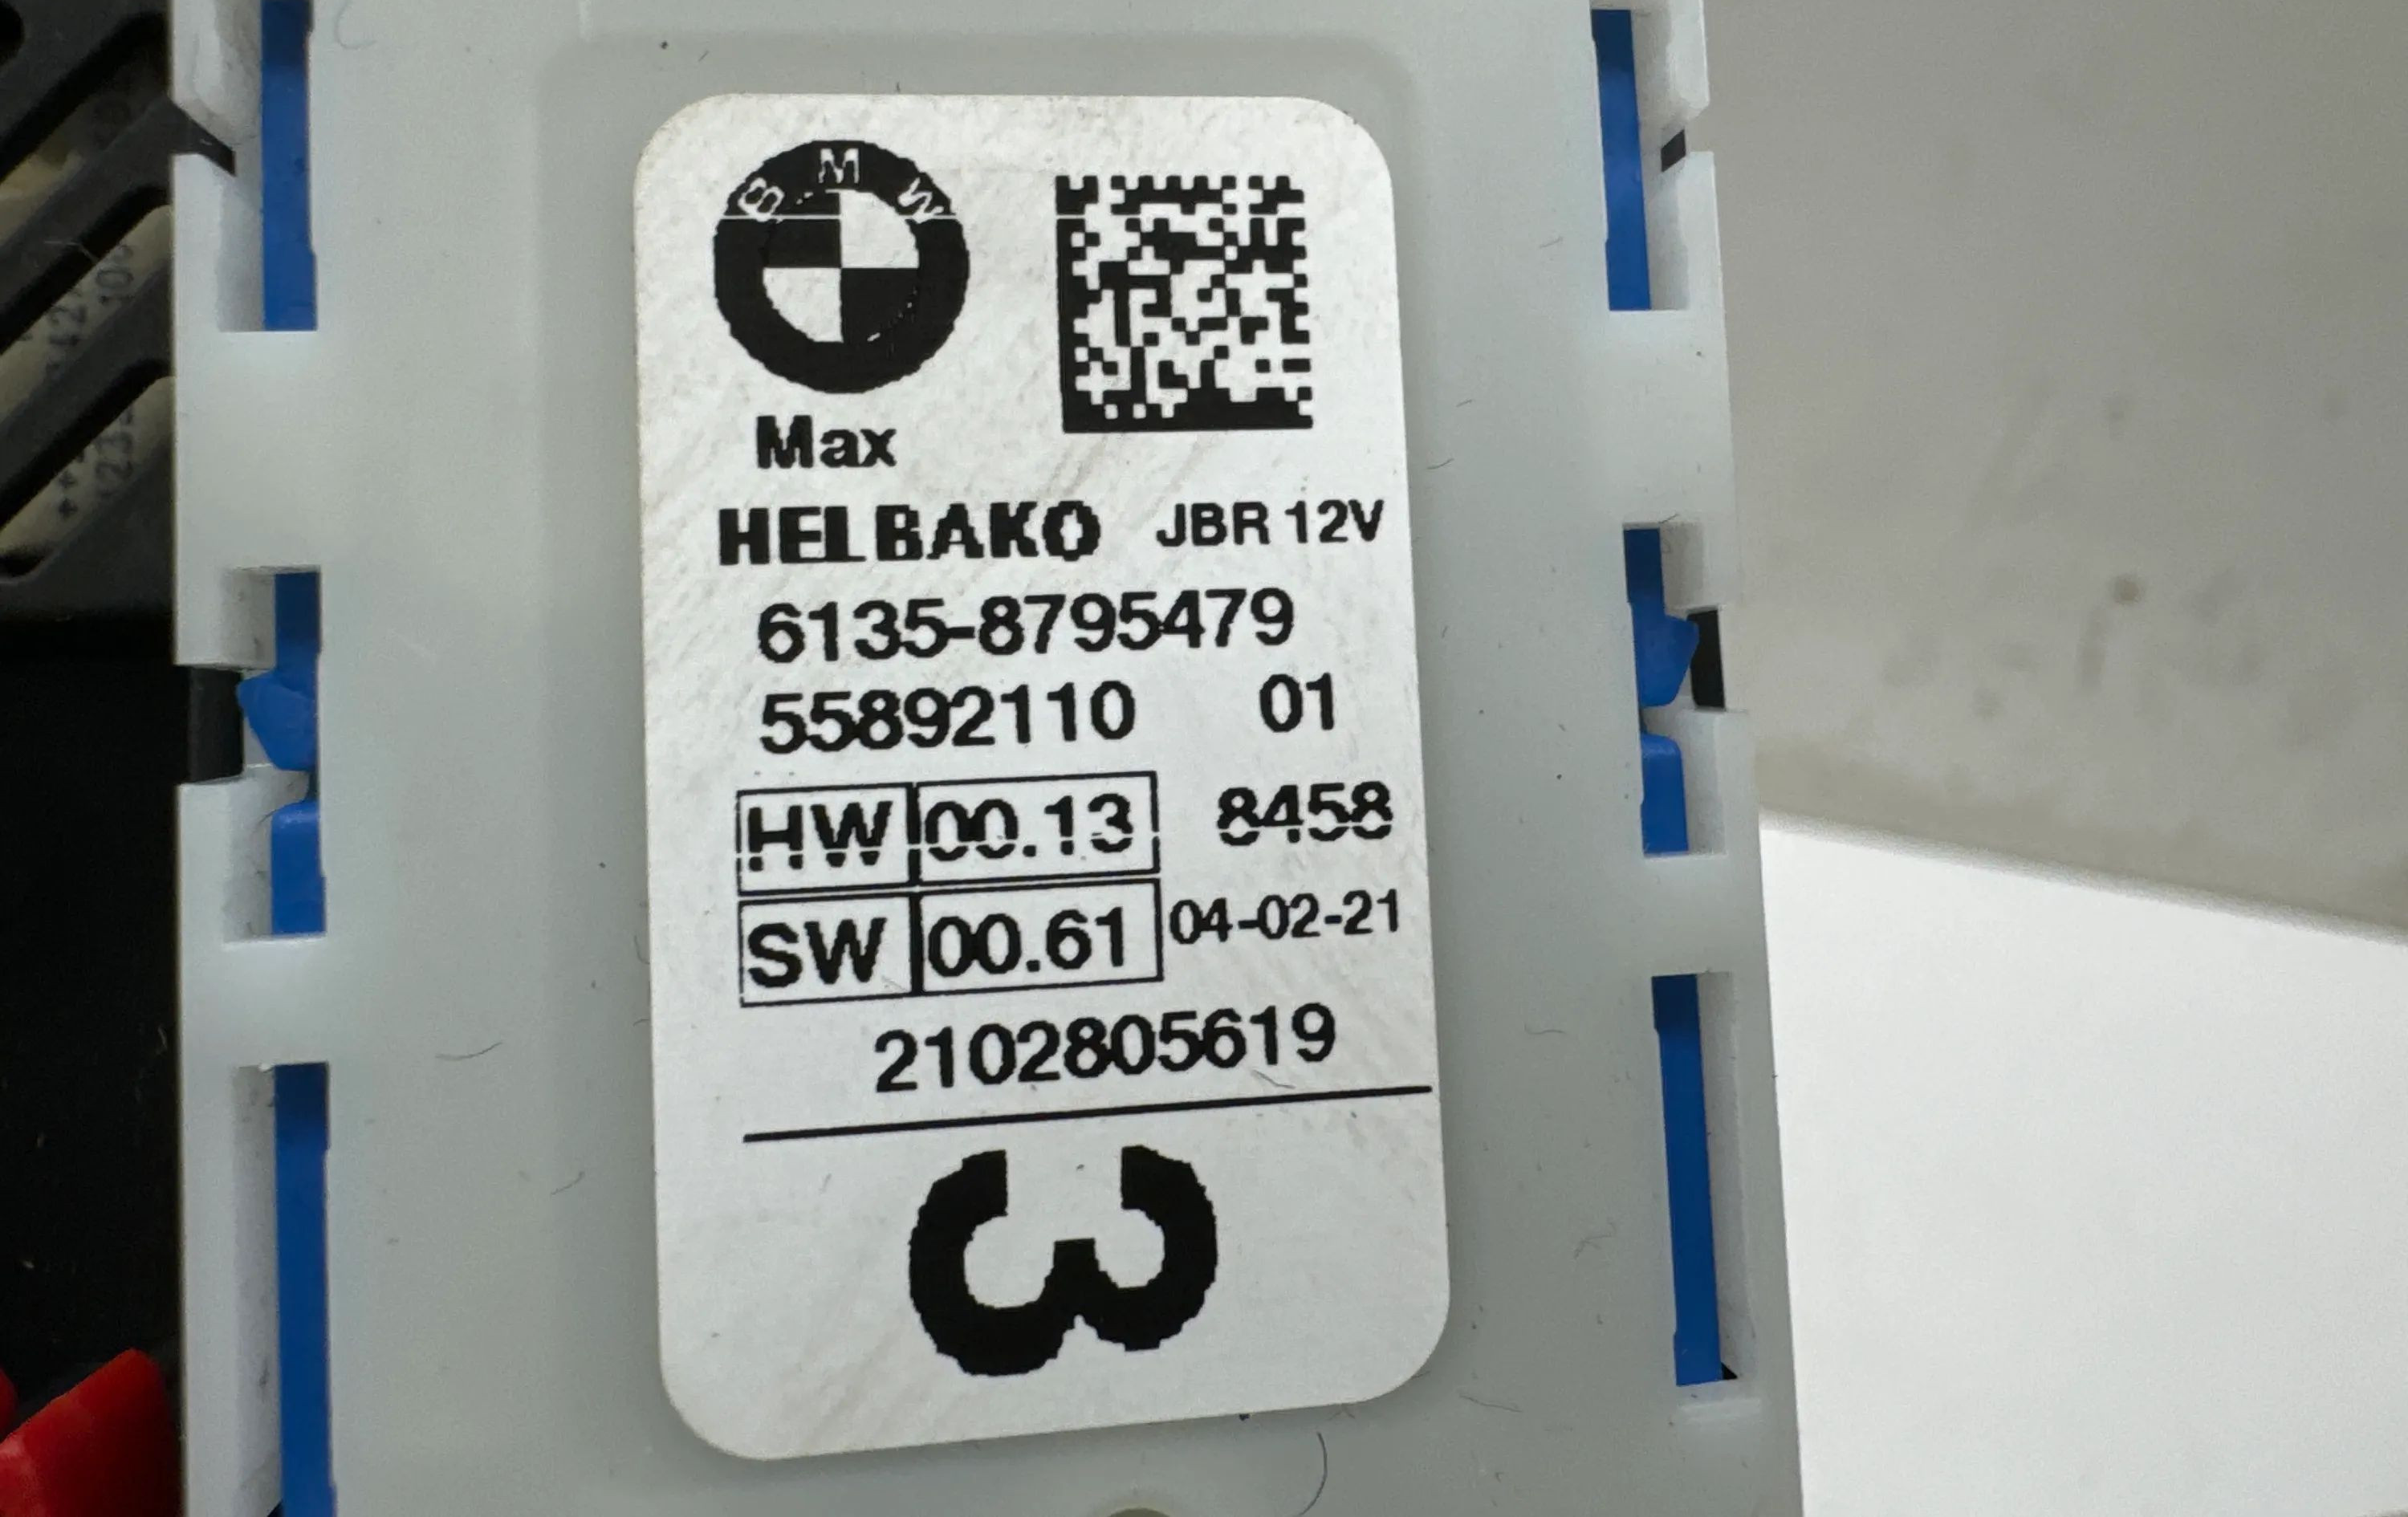 BMW
Max
HELBAKO JBR 12V
6135-8795479
55892110 01
HW 00.13 8458
SW 00.61 04-02-21
2102805619
3